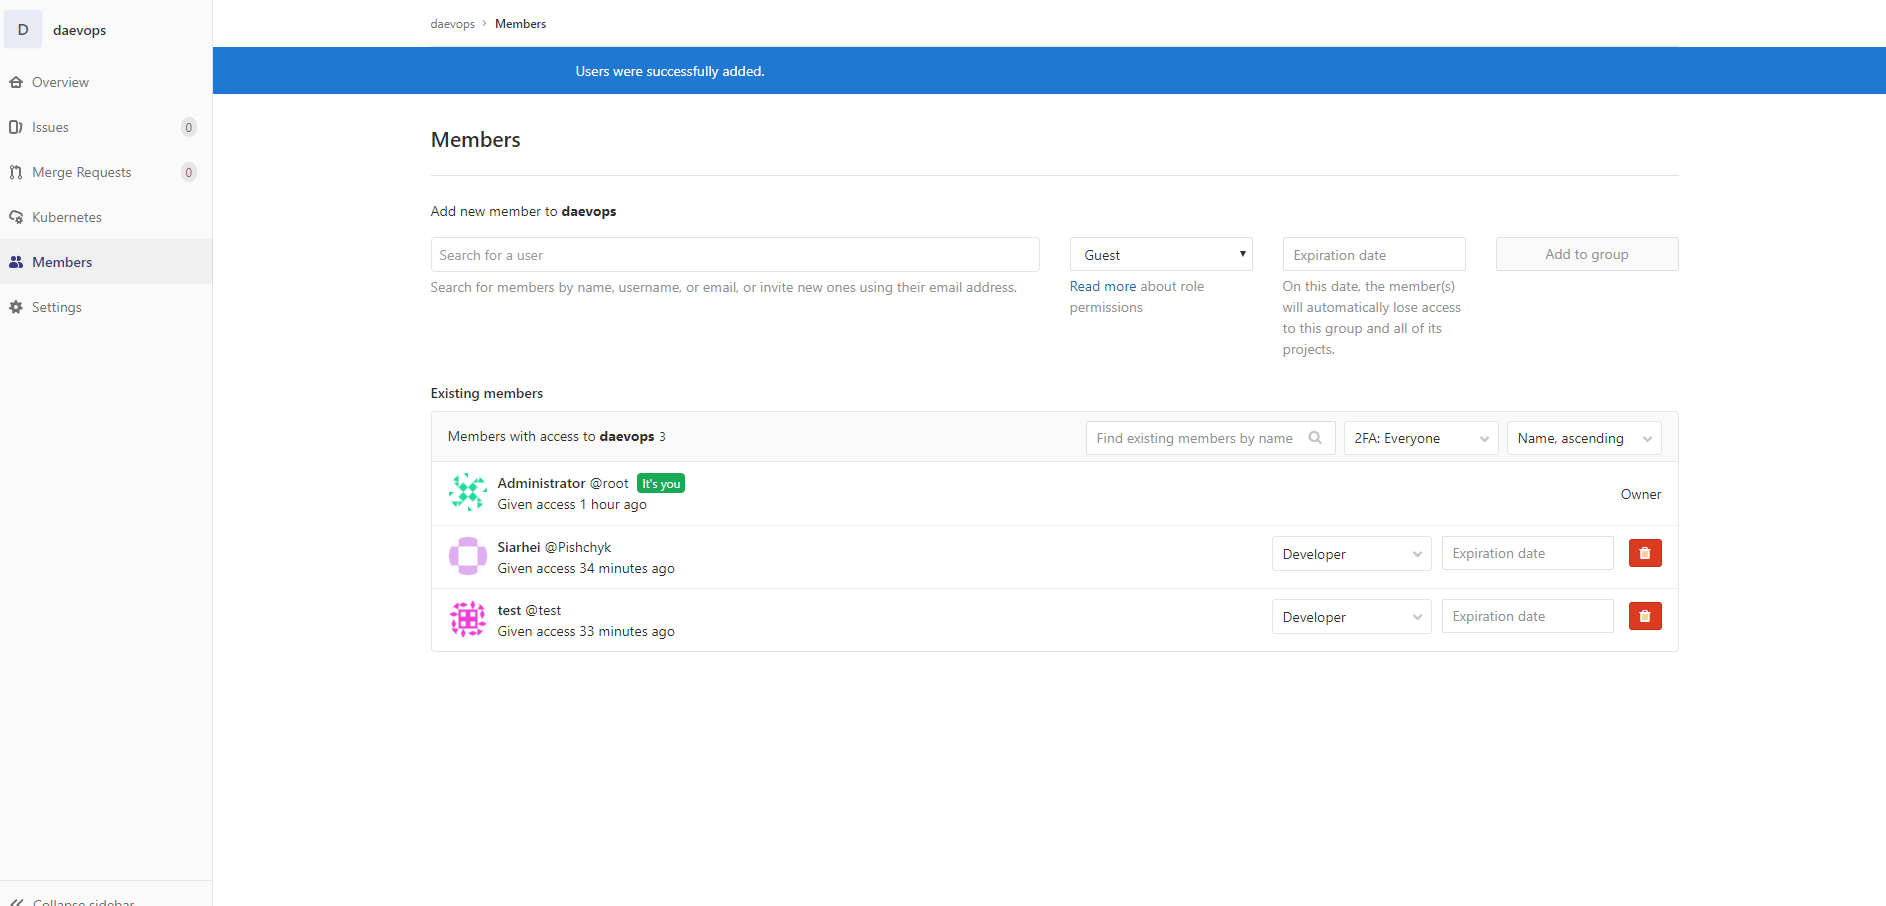 D daevops
Overview
Issues 0
Merge Requests 0
Kubernetes
Members
Settings
Collapse sidebar
daevops › Members
Users were successfully added.
Members
Add new member to daevops
Search for a user
Search for members by name, username, or email, or invite new ones using their email address.
Guest
Read more about role
permissions
Expiration date
On this date, the member(s)
will automatically lose access
to this group and all of its
projects.
Add to group
Existing members
Members with access to daevops 3
Find existing members by name
2FA: Everyone
Name, ascending
Administrator @root It's you
Given access 1 hour ago
Owner
Siarhei @Pishchyk
Given access 34 minutes ago
Developer
Expiration date
test @test
Given access 33 minutes ago
Developer
Expiration date